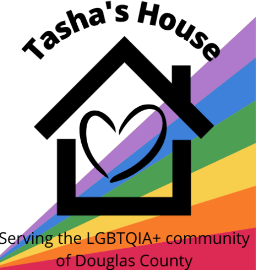 Tasha's House
Serving the LGBTQIA+ community
of Douglas County